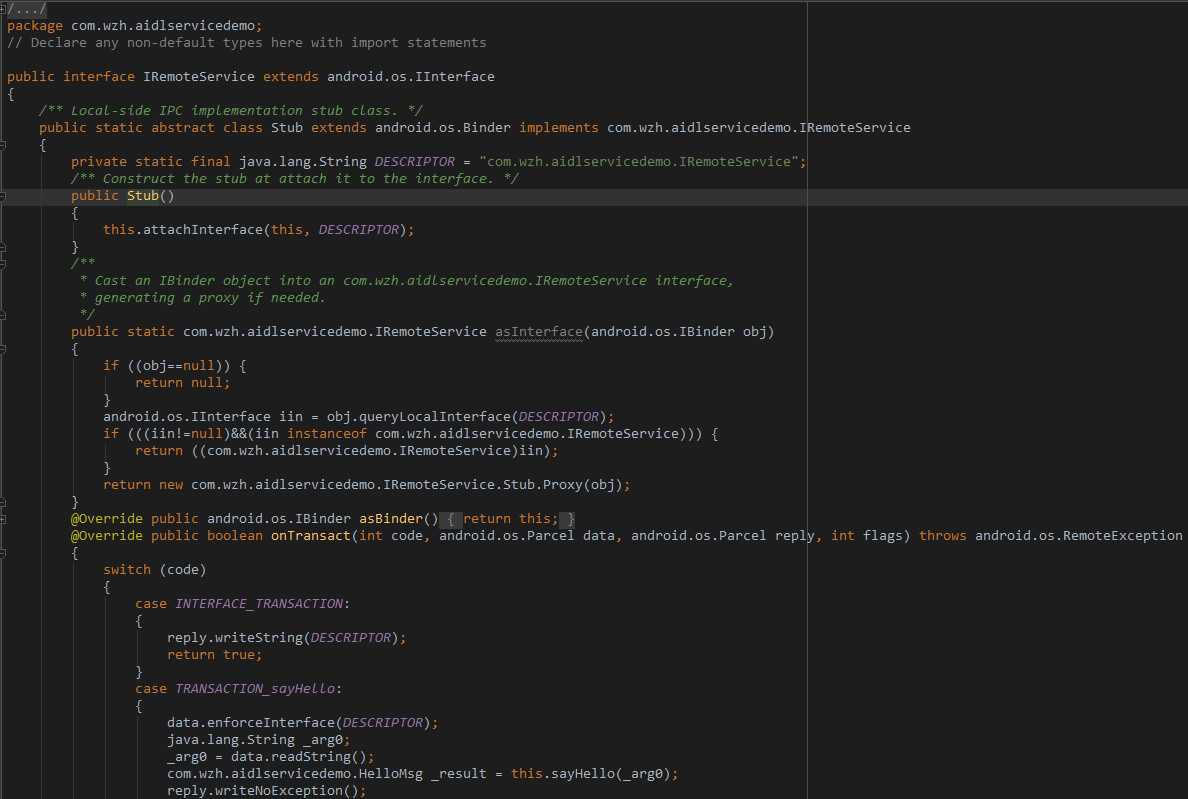 /.../
package com.wzh.aidlservicedemo;
// Declare any non-default types here with import statements

public interface IRemoteService extends android.os.IInterface
{
    /** Local-side IPC implementation stub class. */
    public static abstract class Stub extends android.os.Binder implements com.wzh.aidlservicedemo.IRemoteService
    {
        private static final java.lang.String DESCRIPTOR = "com.wzh.aidlservicedemo.IRemoteService";
        /** Construct the stub at attach it to the interface. */
        public Stub()
        {
            this.attachInterface(this, DESCRIPTOR);
        }
        /**
         * Cast an IBinder object into an com.wzh.aidlservicedemo.IRemoteService interface,
         * generating a proxy if needed.
         */
        public static com.wzh.aidlservicedemo.IRemoteService asInterface(android.os.IBinder obj)
        {
            if ((obj==null)) {
                return null;
            }
            android.os.IInterface iin = obj.queryLocalInterface(DESCRIPTOR);
            if (((iin!=null)&&(iin instanceof com.wzh.aidlservicedemo.IRemoteService))) {
                return ((com.wzh.aidlservicedemo.IRemoteService)iin);
            }
            return new com.wzh.aidlservicedemo.IRemoteService.Stub.Proxy(obj);
        }
        @Override public android.os.IBinder asBinder() { return this; }
        @Override public boolean onTransact(int code, android.os.Parcel data, android.os.Parcel reply, int flags) throws android.os.RemoteException
        {
            switch (code)
            {
                case INTERFACE_TRANSACTION:
                {
                    reply.writeString(DESCRIPTOR);
                    return true;
                }
                case TRANSACTION_sayHello:
                {
                    data.enforceInterface(DESCRIPTOR);
                    java.lang.String _arg0;
                    _arg0 = data.readString();
                    com.wzh.aidlservicedemo.HelloMsg _result = this.sayHello(_arg0);
                    reply.writeNoException();